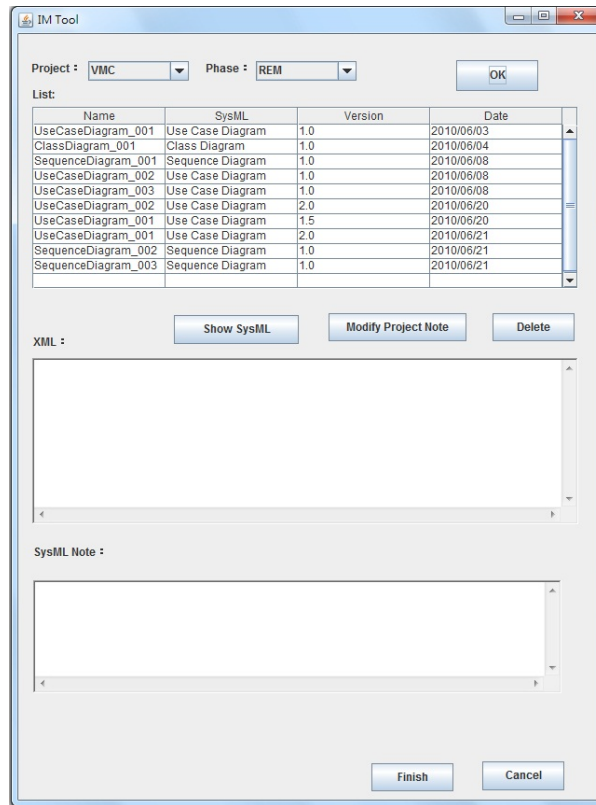 IM Tool
Project : VMC Phase : REM OK
List:
Name SysML Version Date
UseCaseDiagram_001 Use Case Diagram 1.0 2010/06/03
ClassDiagram_001 Class Diagram 1.0 2010/06/04
SequenceDiagram_001 Sequence Diagram 1.0 2010/06/08
UseCaseDiagram_002 Use Case Diagram 1.0 2010/06/08
UseCaseDiagram_003 Use Case Diagram 1.0 2010/06/08
UseCaseDiagram_002 Use Case Diagram 2.0 2010/06/20
UseCaseDiagram_001 Use Case Diagram 1.5 2010/06/20
UseCaseDiagram_001 Use Case Diagram 2.0 2010/06/21
SequenceDiagram_002 Sequence Diagram 1.0 2010/06/21
SequenceDiagram_003 Sequence Diagram 1.0 2010/06/21
Show SysML Modify Project Note Delete
XML :
SysML Note :
Finish Cancel